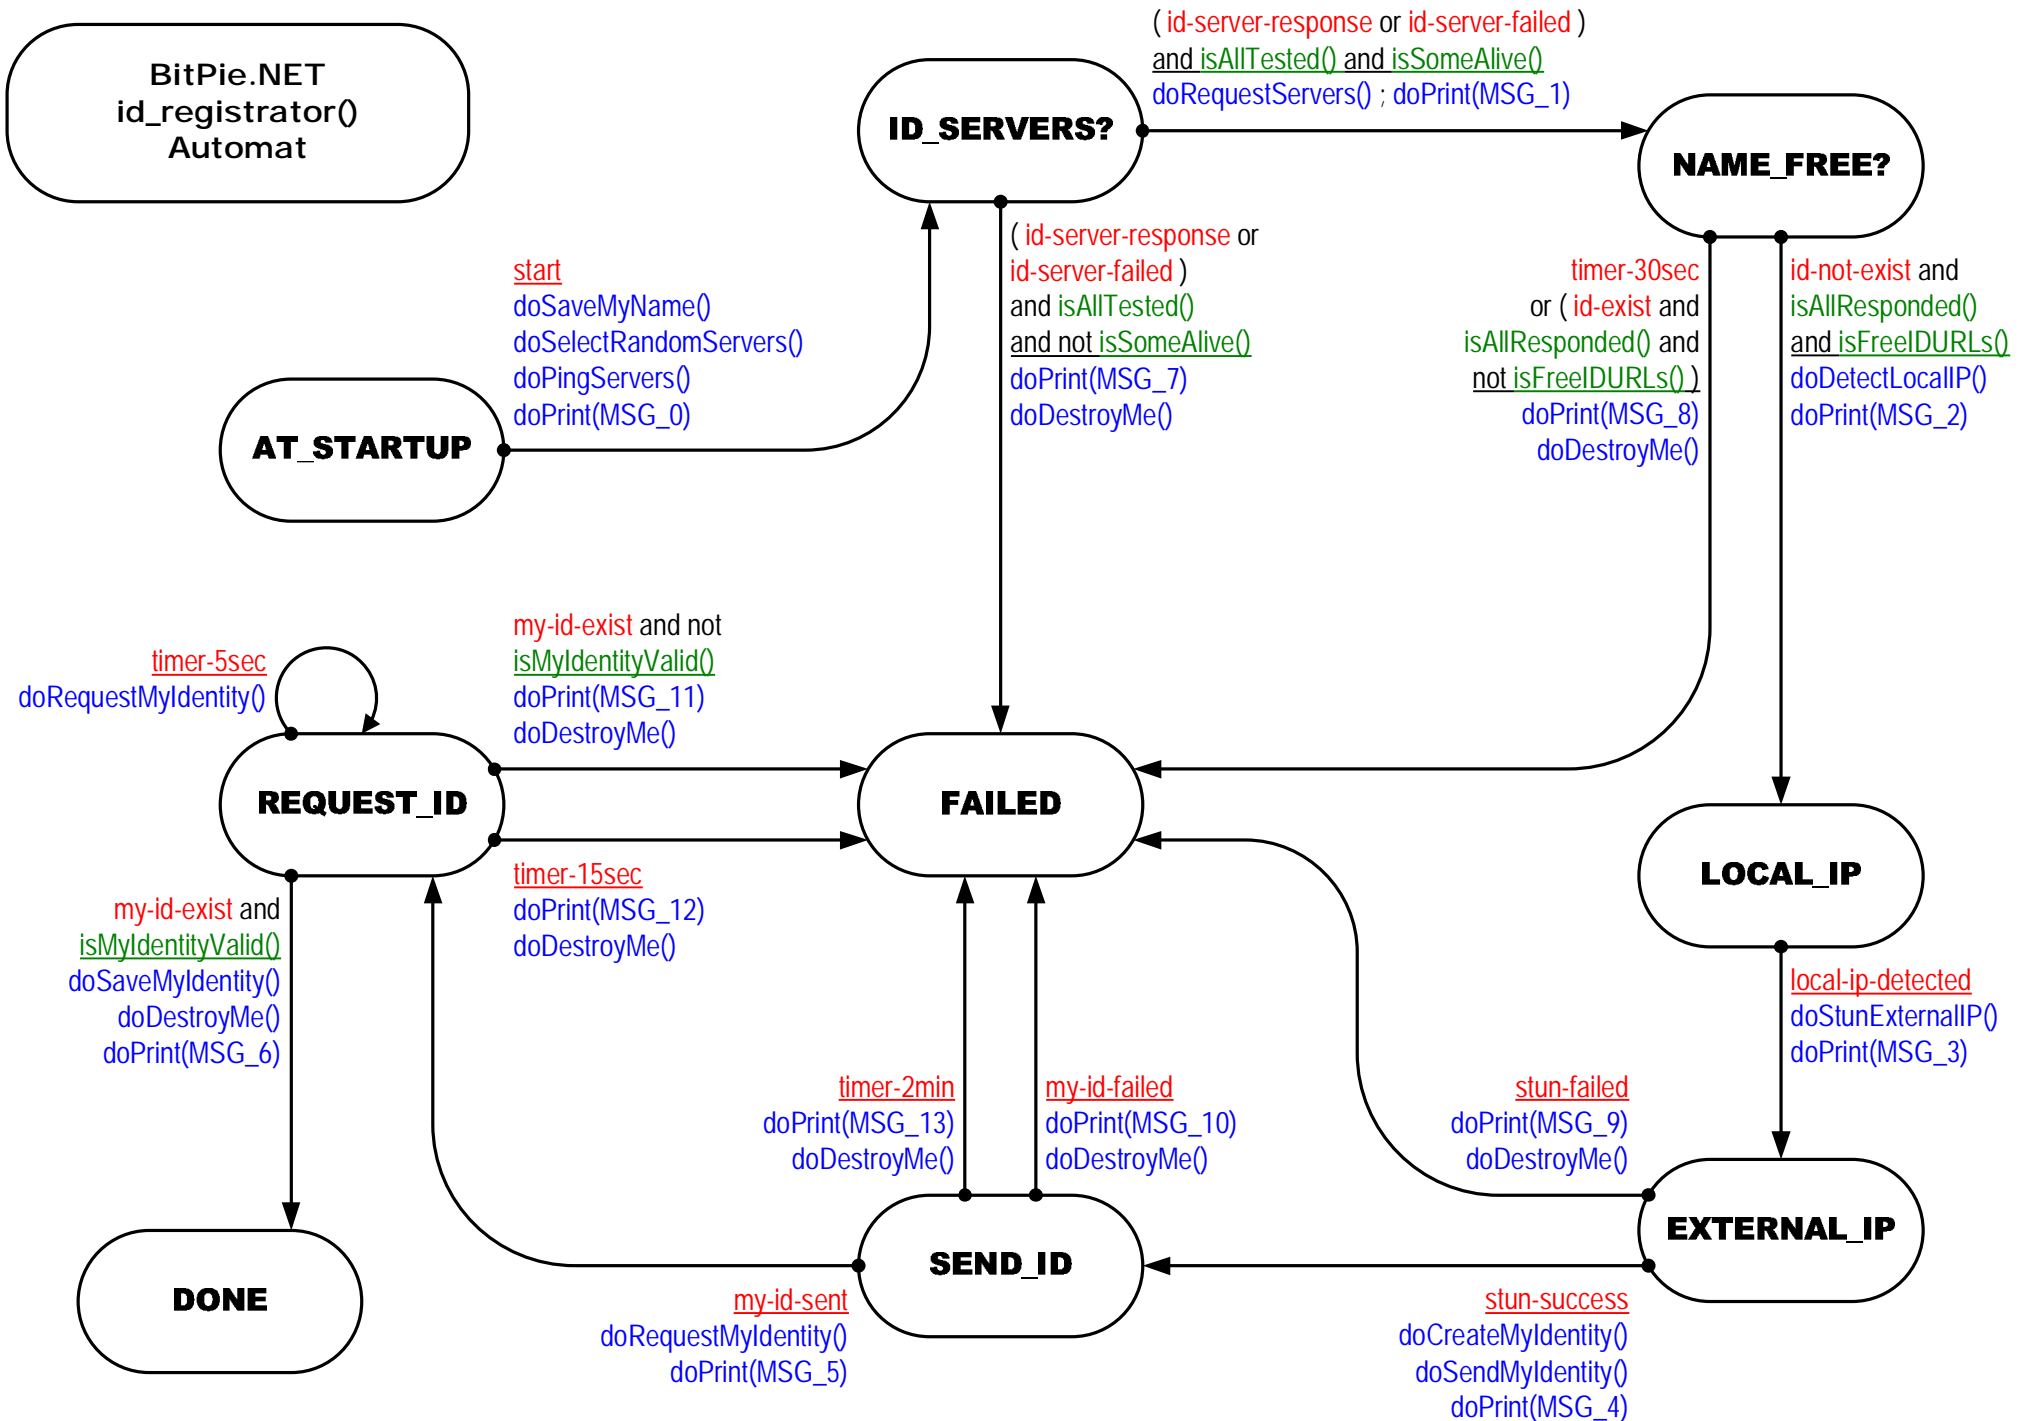 BitPie.NET
id_registrator()
Automat
( id-server-response or id-server-failed )
and isAllTested() and isSomeAlive()
doRequestServers() ; doPrint(MSG_1)
ID_SERVERS?
NAME_FREE?
start
doSaveMyName()
doSelectRandomServers()
doPingServers()
doPrint(MSG_0)
( id-server-response or
id-server-failed )
and isAllTested()
and not isSomeAlive()
doPrint(MSG_7)
doDestroyMe()
timer-30sec
or ( id-exist and
isAllResponded() and
not isFreeIDURLs() )
doPrint(MSG_8)
doDestroyMe()
id-not-exist and
isAllResponded()
and isFreeIDURLs()
doDetectLocalIP()
doPrint(MSG_2)
AT_STARTUP
timer-5sec
doRequestMyIdentity()
my-id-exist and not
isMyIdentityValid()
doPrint(MSG_11)
doDestroyMe()
REQUEST_ID
FAILED
LOCAL_IP
timer-15sec
doPrint(MSG_12)
doDestroyMe()
my-id-exist and
isMyIdentityValid()
doSaveMyIdentity()
doDestroyMe()
doPrint(MSG_6)
local-ip-detected
doStunExternalIP()
doPrint(MSG_3)
timer-2min
doPrint(MSG_13)
doDestroyMe()
my-id-failed
doPrint(MSG_10)
doDestroyMe()
stun-failed
doPrint(MSG_9)
doDestroyMe()
EXTERNAL_IP
SEND_ID
DONE
my-id-sent
doRequestMyIdentity()
doPrint(MSG_5)
stun-success
doCreateMyIdentity()
doSendMyIdentity()
doPrint(MSG_4)